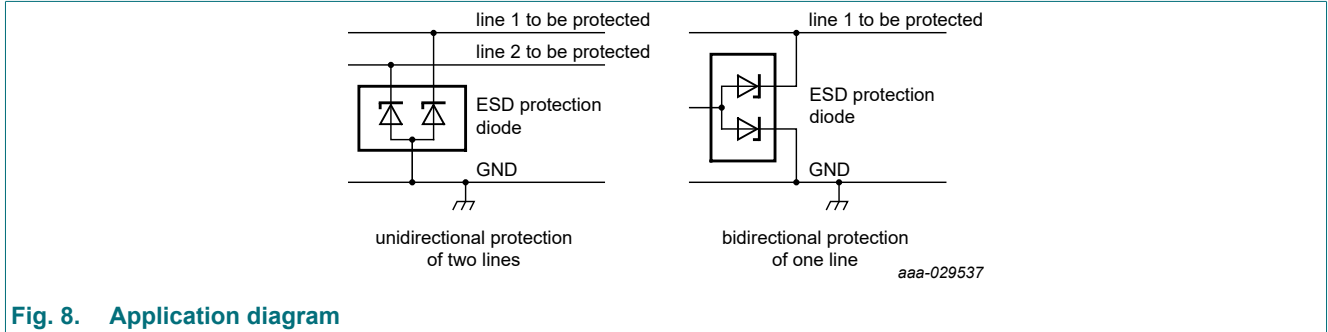 line 1 to be protected
line 2 to be protected
ESD protection
diode
GND
unidirectional protection
of two lines
line 1 to be protected
ESD protection
diode
GND
bidirectional protection
of one line
aaa-029537
Fig. 8. Application diagram